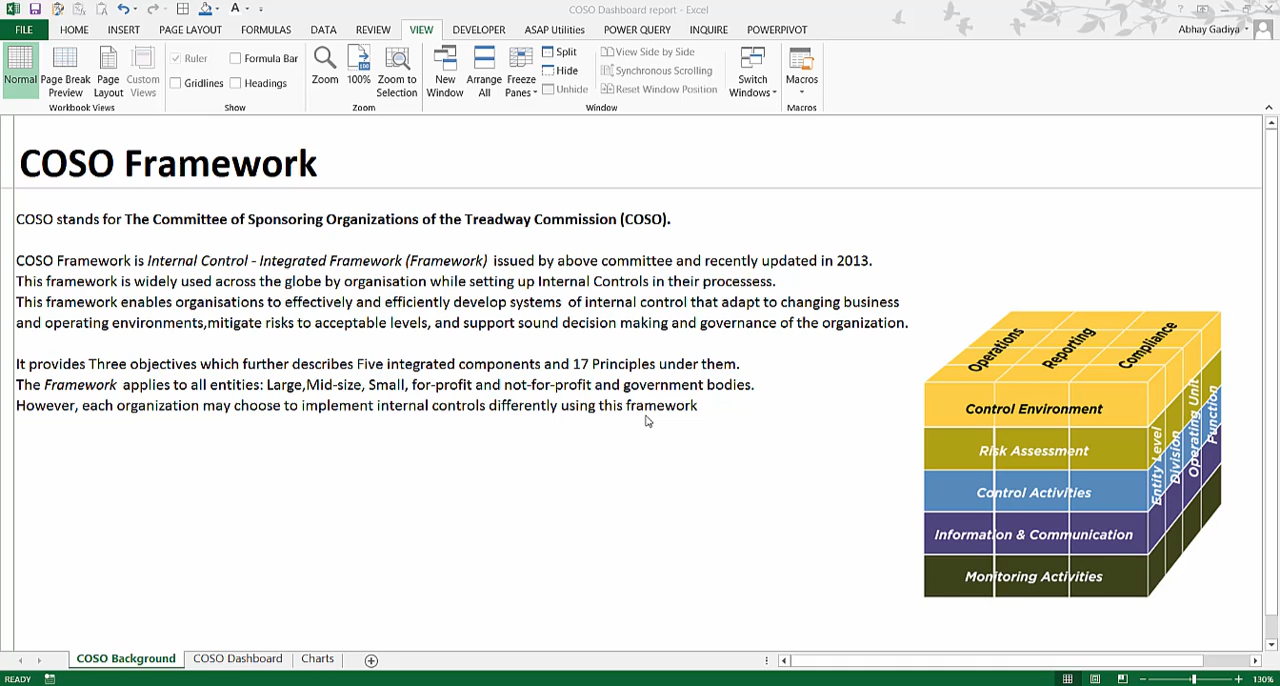 COSO Dashboard report - Excel
FILE HOME INSERT PAGE LAYOUT FORMULAS DATA REVIEW VIEW DEVELOPER ASAP Utilities POWER QUERY INQUIRE POWERPIVOT Abhay Gadiya
Normal Page Break Preview Page Layout Custom Views
Workbook Views
Ruler Formula Bar
Gridlines Headings
Show
Zoom 100% Zoom to Selection
Zoom
New Window Arrange All Freeze Panes
Split
Hide
Unhide
View Side by Side
Synchronous Scrolling
Reset Window Position
Switch Windows
Window
Macros
Macros
COSO Framework
COSO stands for The Committee of Sponsoring Organizations of the Treadway Commission (COSO).
COSO Framework is Internal Control - Integrated Framework (Framework) issued by above committee and recently updated in 2013.
This framework is widely used across the globe by organisation while setting up Internal Controls in their processess.
This framework enables organisations to effectively and efficiently develop systems of internal control that adapt to changing business
and operating environments,mitigate risks to acceptable levels, and support sound decision making and governance of the organization.
It provides Three objectives which further describes Five integrated components and 17 Principles under them.
The Framework applies to all entities: Large,Mid-size, Small, for-profit and not-for-profit and government bodies.
However, each organization may choose to implement internal controls differently using this framework
Operations
Reporting
Compliance
Control Environment
Risk Assessment
Control Activities
Information & Communication
Monitoring Activities
Entity Level
Division
Operating Unit
Function
COSO Background COSO Dashboard Charts
READY 130%